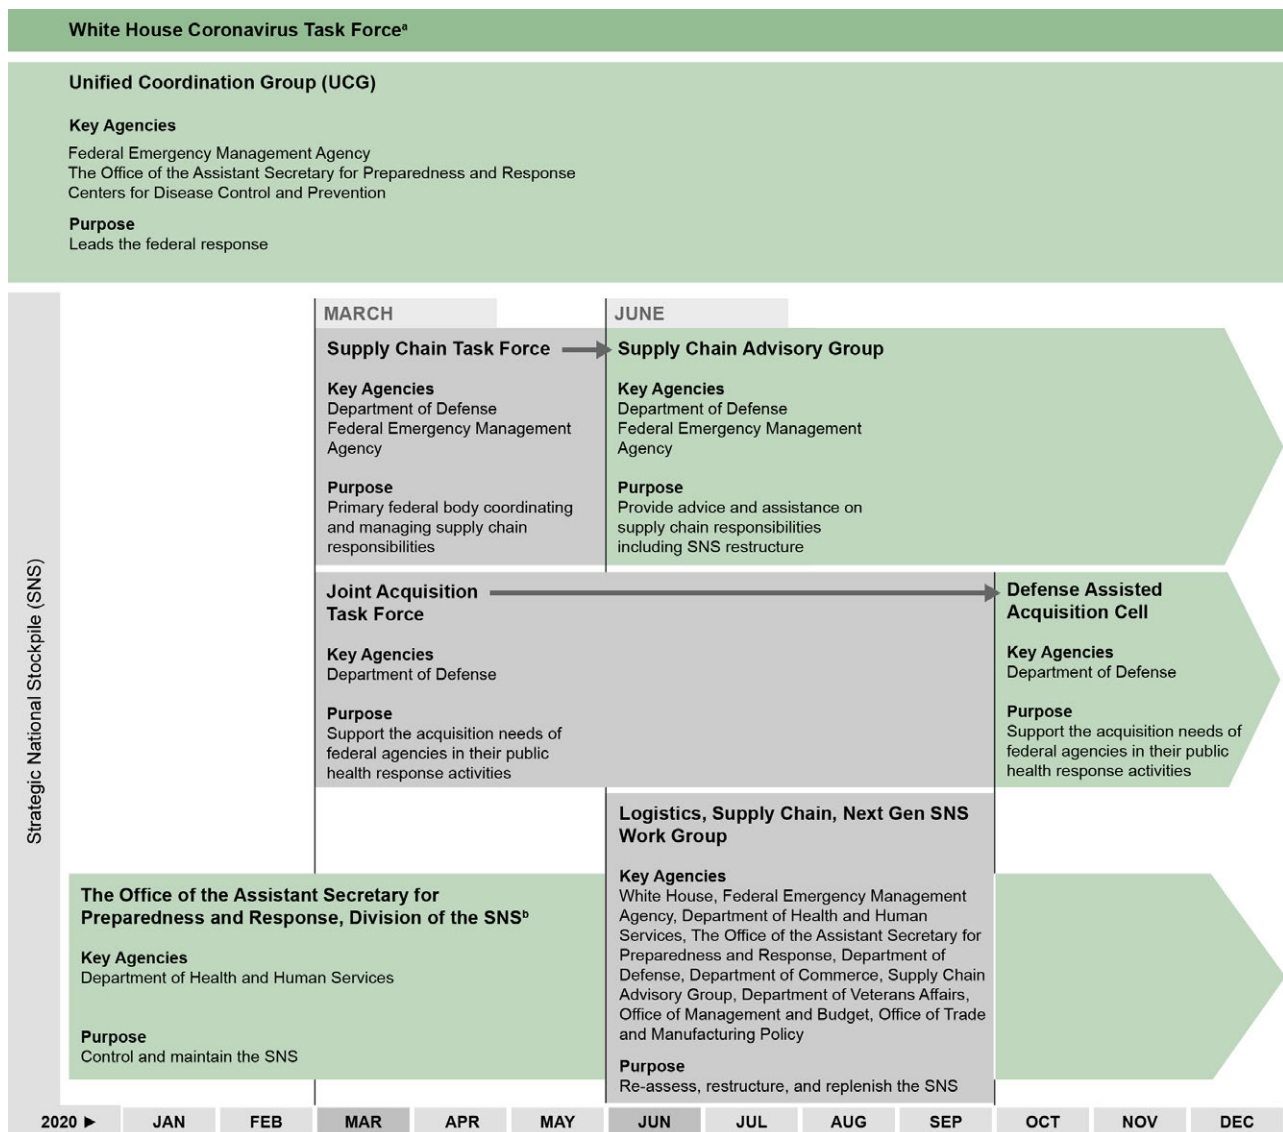 White House Coronavirus Task Forceª
Unified Coordination Group (UCG)
Key Agencies
Federal Emergency Management Agency
The Office of the Assistant Secretary for Preparedness and Response
Centers for Disease Control and Prevention
Purpose
Leads the federal response
Strategic National Stockpile (SNS)
MARCH
Supply Chain Task Force
Key Agencies
Department of Defense
Federal Emergency Management
Agency
Purpose
Primary federal body coordinating
and managing supply chain
responsibilities
JUNE
Supply Chain Advisory Group
Key Agencies
Department of Defense
Federal Emergency Management
Agency
Purpose
Provide advice and assistance on
supply chain responsibilities
including SNS restructure
Joint Acquisition
Task Force
Key Agencies
Department of Defense
Purpose
Support the acquisition needs of
federal agencies in their public
health response activities
Defense Assisted
Acquisition Cell
Key Agencies
Department of Defense
Purpose
Support the acquisition needs of
federal agencies in their public
health response activities
Logistics, Supply Chain, Next Gen SNS
Work Group
Key Agencies
White House, Federal Emergency Management
Agency, Department of Health and Human
Services, The Office of the Assistant Secretary for
Preparedness and Response, Department of
Defense, Department of Commerce, Supply Chain
Advisory Group, Department of Veterans Affairs,
Office of Management and Budget, Office of Trade
and Manufacturing Policy
Purpose
Re-assess, restructure, and replenish the SNS
The Office of the Assistant Secretary for
Preparedness and Response, Division of the SNSᵇ
Key Agencies
Department of Health and Human Services
Purpose
Control and maintain the SNS
2020 ► JAN FEB MAR APR MAY JUN JUL AUG SEP OCT NOV DEC